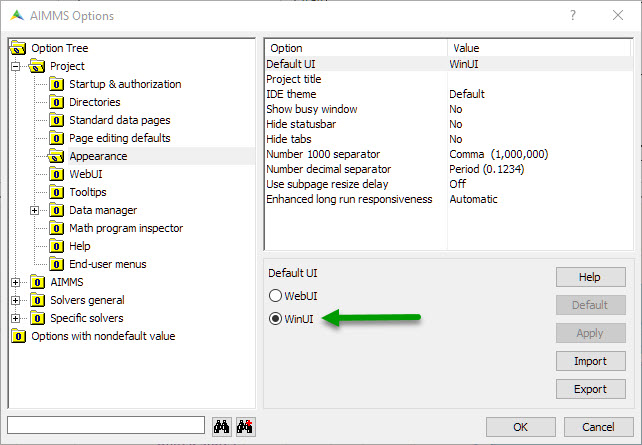 AIMMS Options
Option Tree
Project
Startup & authorization
Directories
Standard data pages
Page editing defaults
Appearance
WebUI
Tooltips
Data manager
Math program inspector
Help
End-user menus
AIMMS
Solvers general
Specific solvers
Options with nondefault value
Option Value
Default UI WinUI
Project title
IDE theme Default
Show busy window No
Hide statusbar No
Hide tabs No
Number 1000 separator Comma (1,000,000)
Number decimal separator Period (0.1234)
Use subpage resize delay Off
Enhanced long run responsiveness Automatic
Default UI
WebUI
WinUI
Help
Default
Apply
Import
Export
OK Cancel